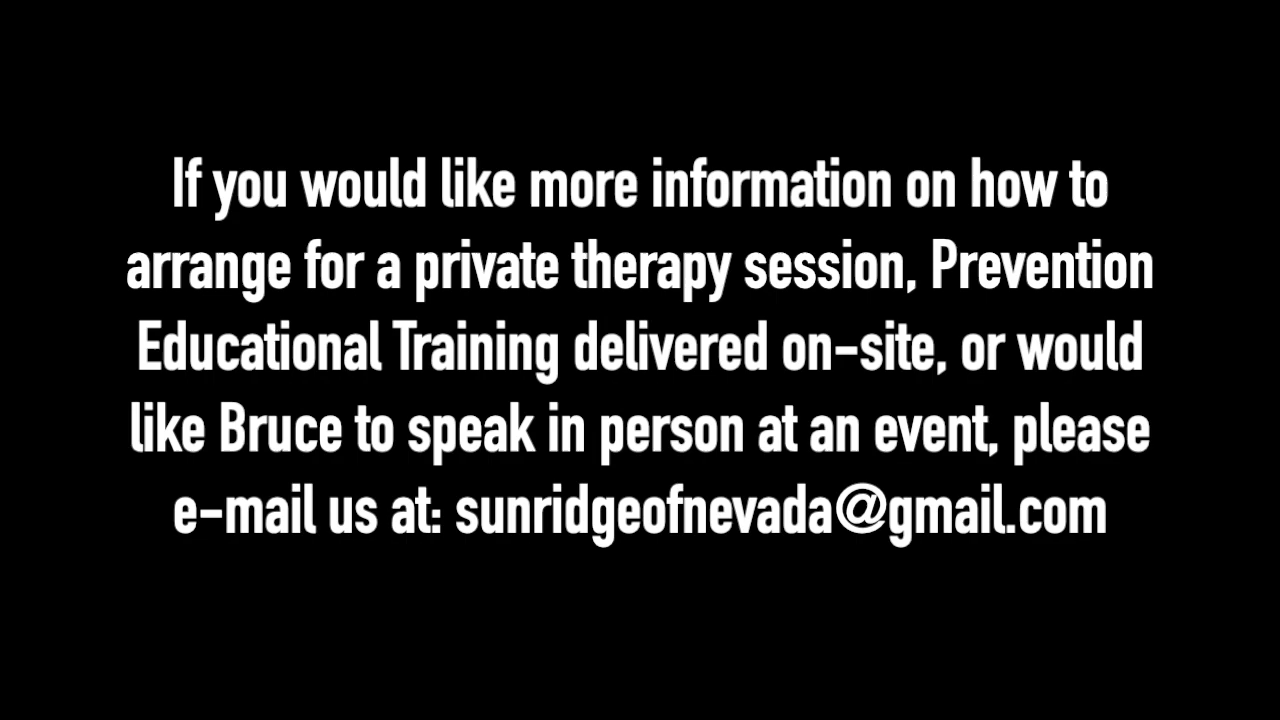 If you would like more information on how to
arrange for a private therapy session, Prevention
Educational Training delivered on-site, or would
like Bruce to speak in person at an event, please
e-mail us at: sunridgeofnevada@gmail.com